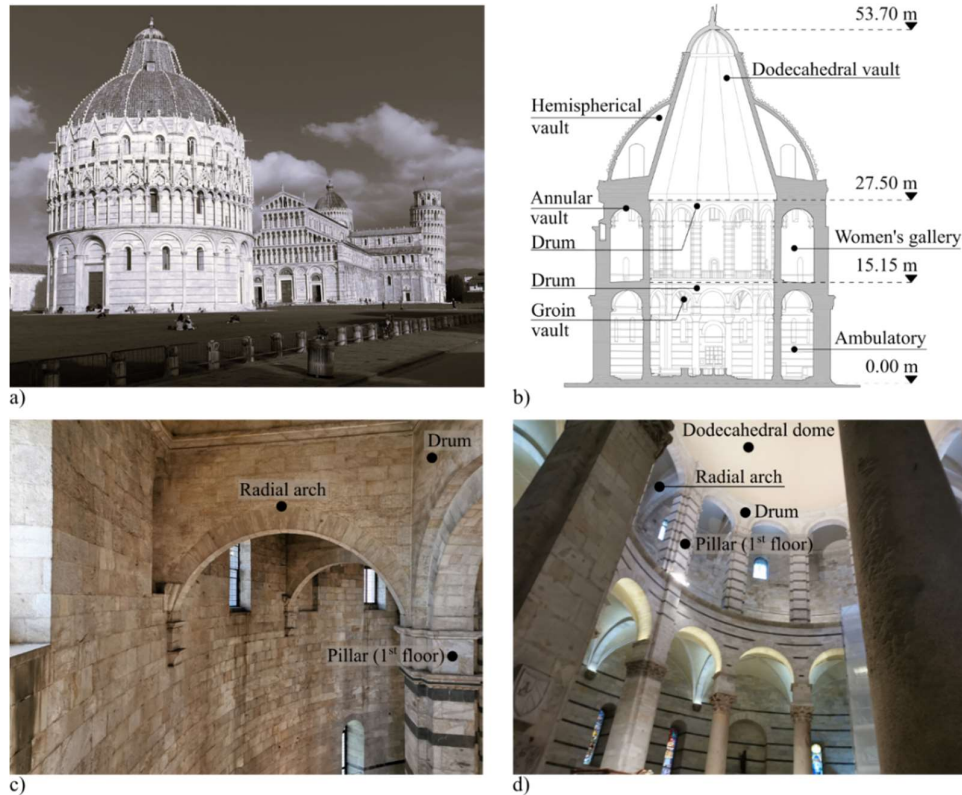 a)
53.70 m
Dodecahedral vault
Hemispherical
vault
27.50 m
Annular
vault
Women's gallery
Drum
15.15 m
Drum
Groin
vault
Ambulatory
0.00 m
b)
Drum
Radial arch
Pillar (1st floor)
c)
Dodecahedral dome
Radial arch
Drum
Pillar (1st floor)
d)